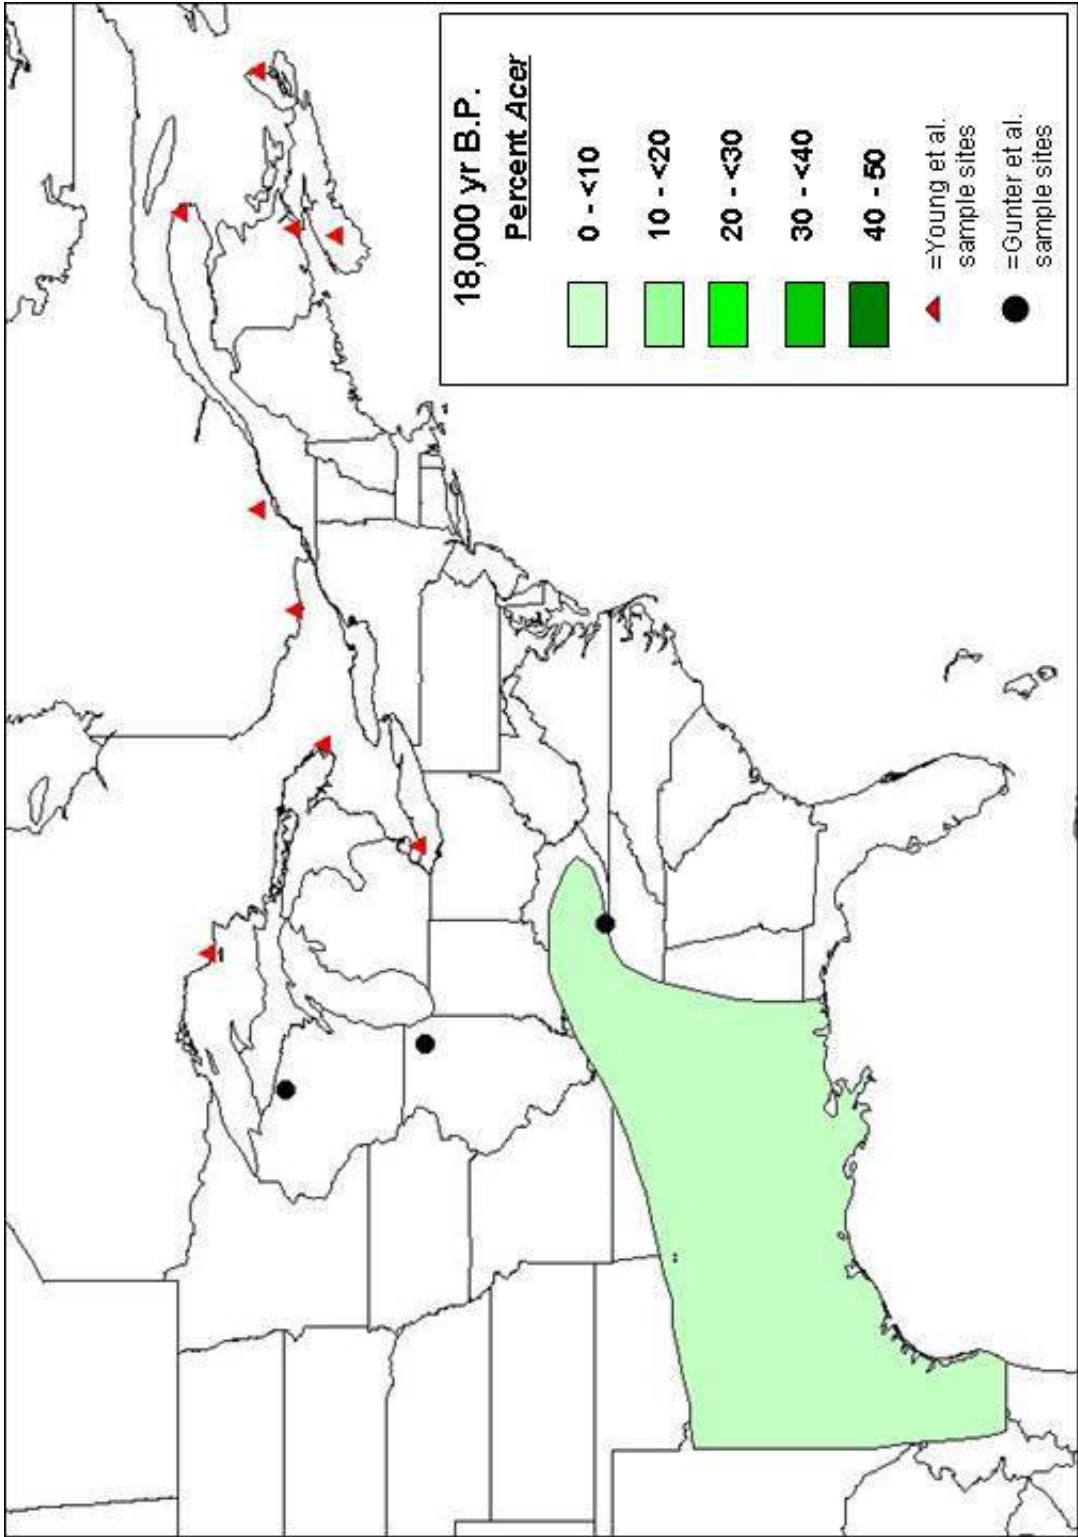 18,000 yr B.P.
Percent Acer
0 - <10
10 - <20
20 - <30
30 - <40
40 - 50
=Young et al.
sample sites
=Gunter et al.
sample sites
1